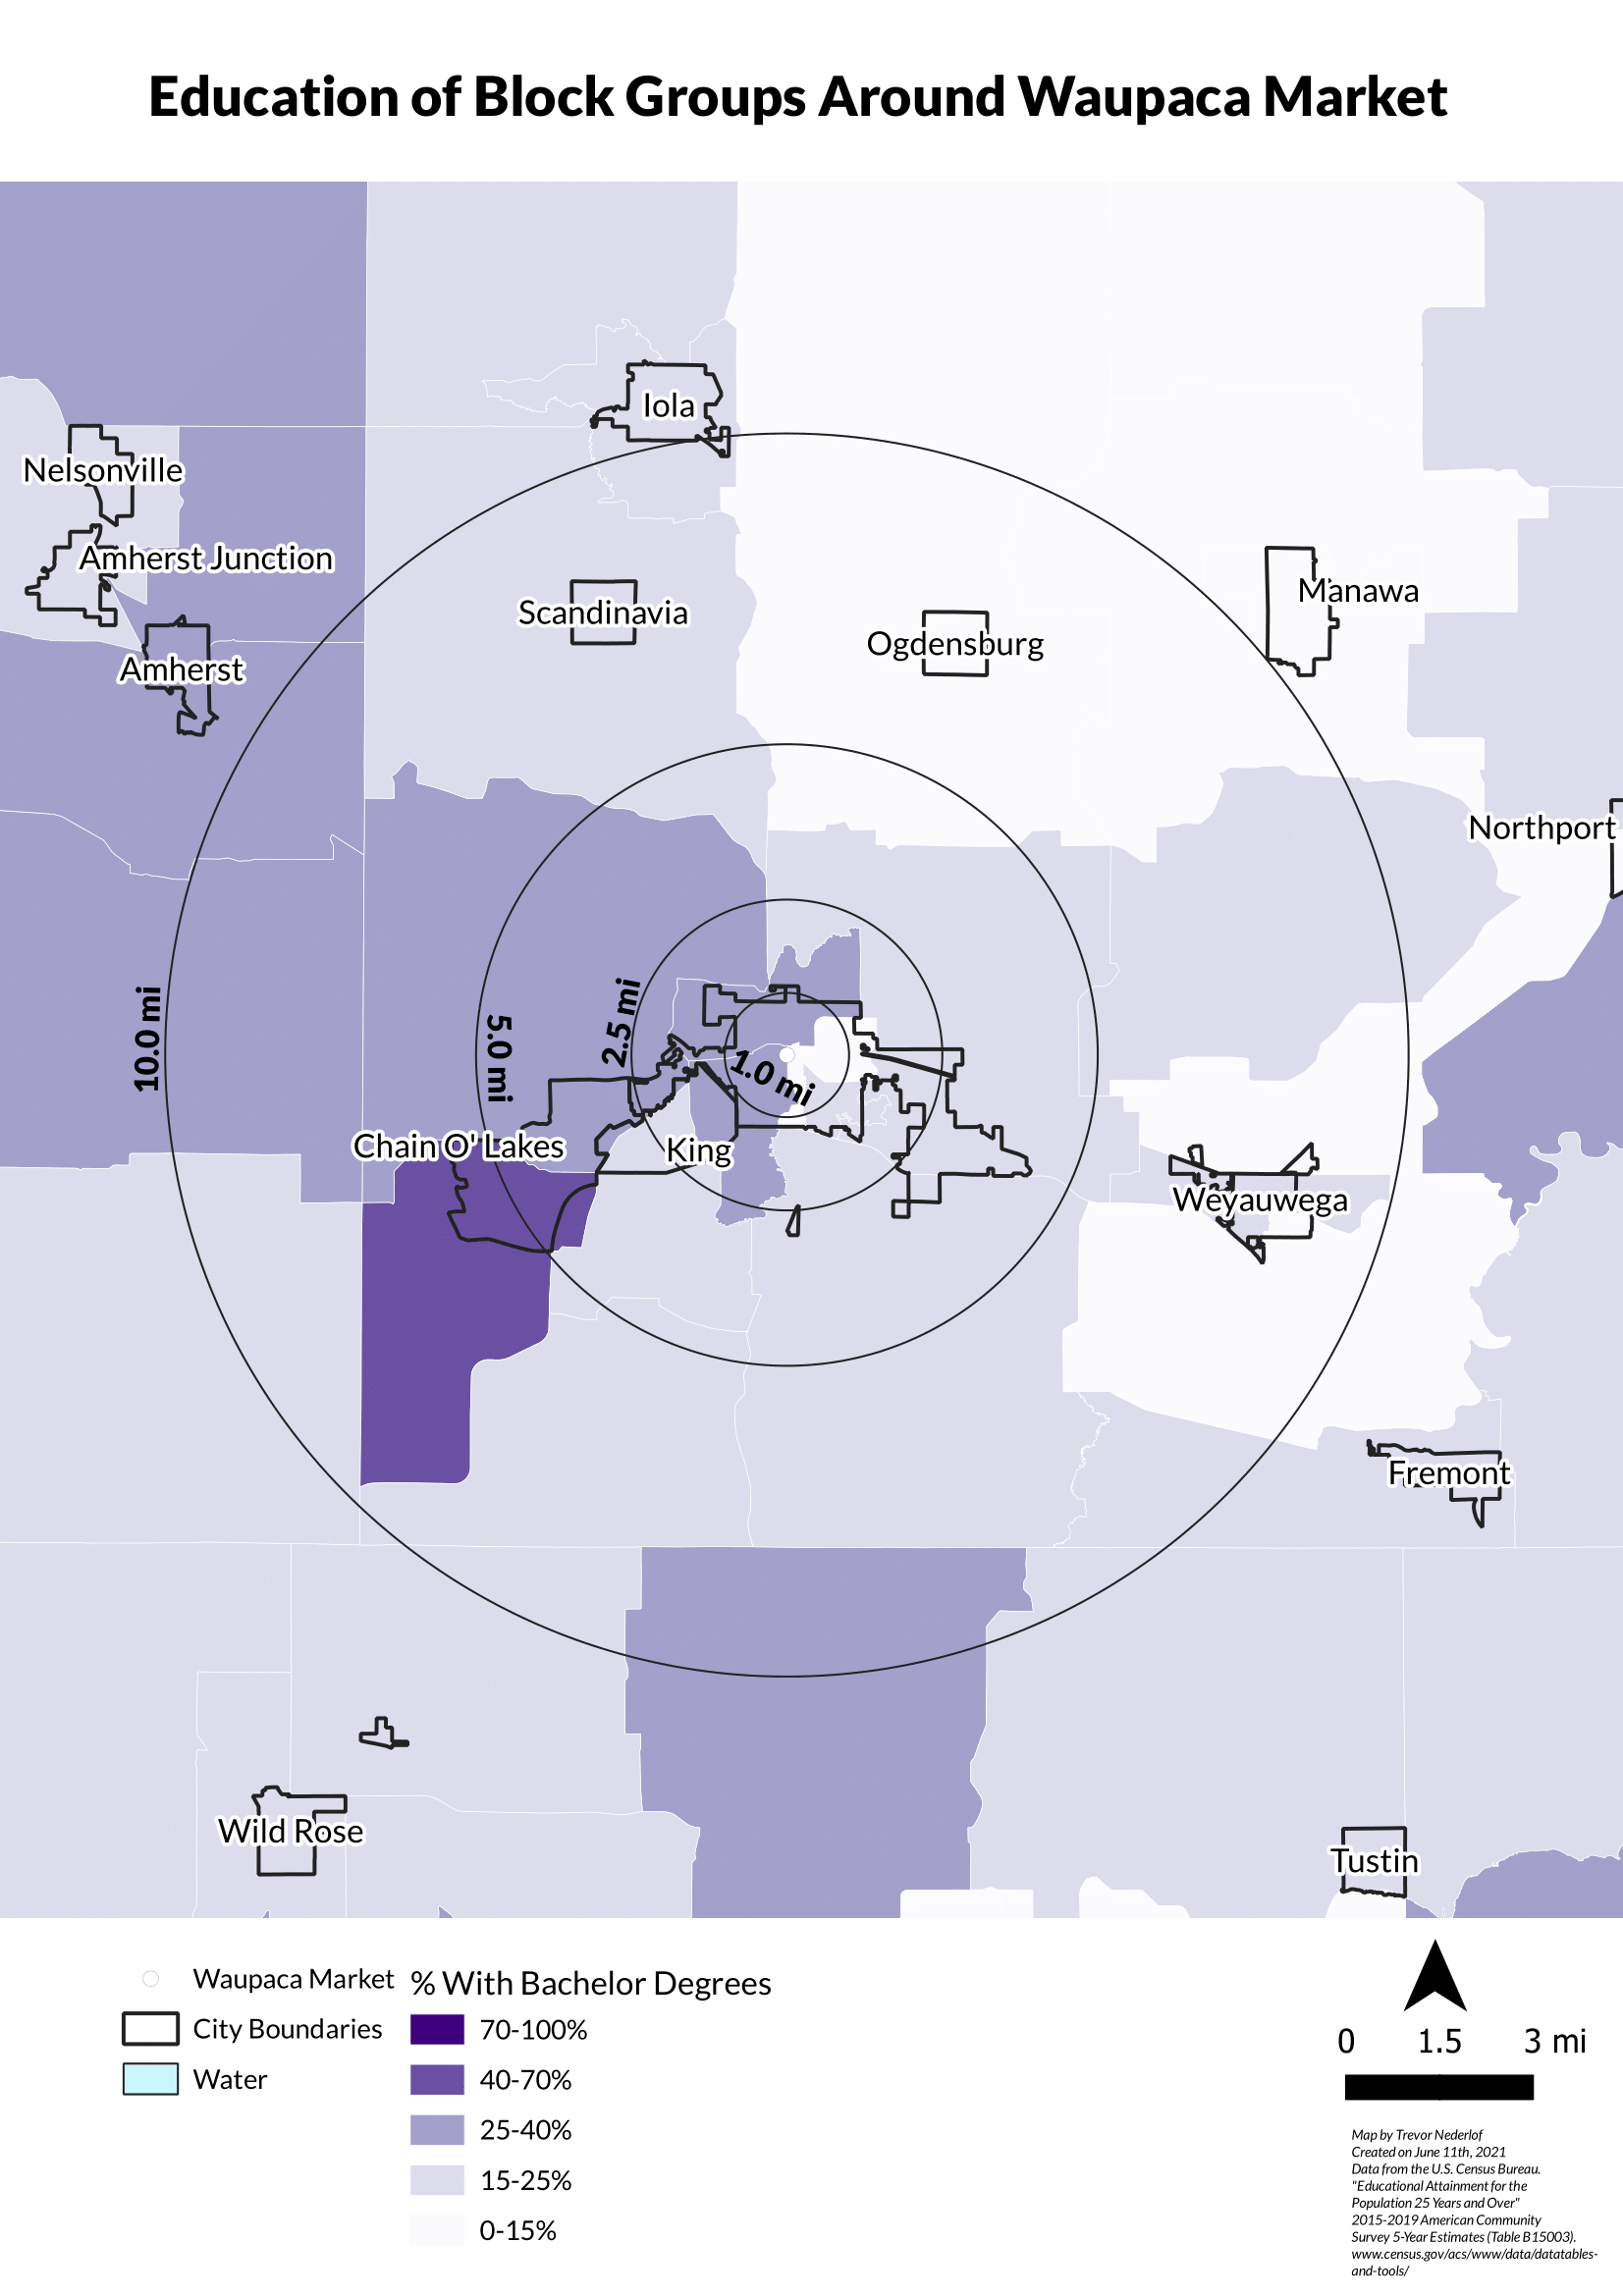 Education of Block Groups Around Waupaca Market
Iola
Nelsonville
Amherst Junction
Scandinavia
Manawa
Ogdensburg
Amherst
Northport
10.0 mi
5.0 mi
2.5 mi
1.0 mi
Chain O' Lakes
King
Weyauwega
Fremont
Wild Rose
Tustin
Waupaca Market
City Boundaries
Water
% With Bachelor Degrees
70-100%
40-70%
25-40%
15-25%
0-15%
0 1.5 3 mi
Map by Trevor Nederlof
Created on June 11th, 2021
Data from the U.S. Census Bureau.
"Educational Attainment for the
Population 25 Years and Over"
2015-2019 American Community
Survey 5-Year Estimates (Table B15003).
www.census.gov/acs/www/data/datatables-
and-tools/